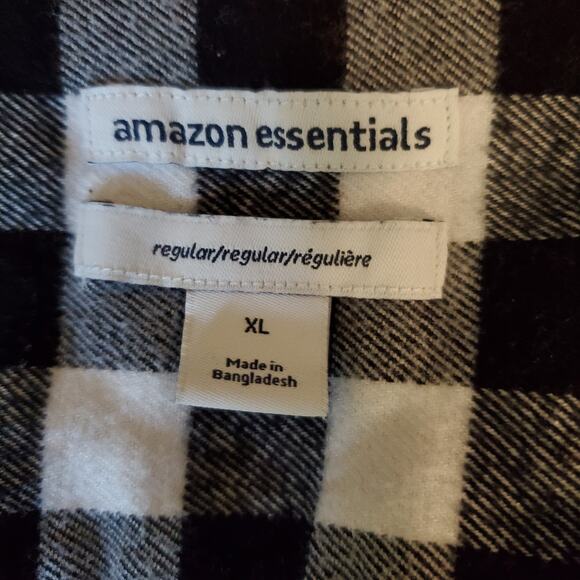 amazon essentials
regular/regular/régulière
XL
Made in
Bangladesh